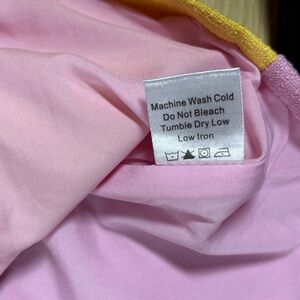 Machine Wash Cold
Do Not Bleach
Tumble Dry Low
Low Iron